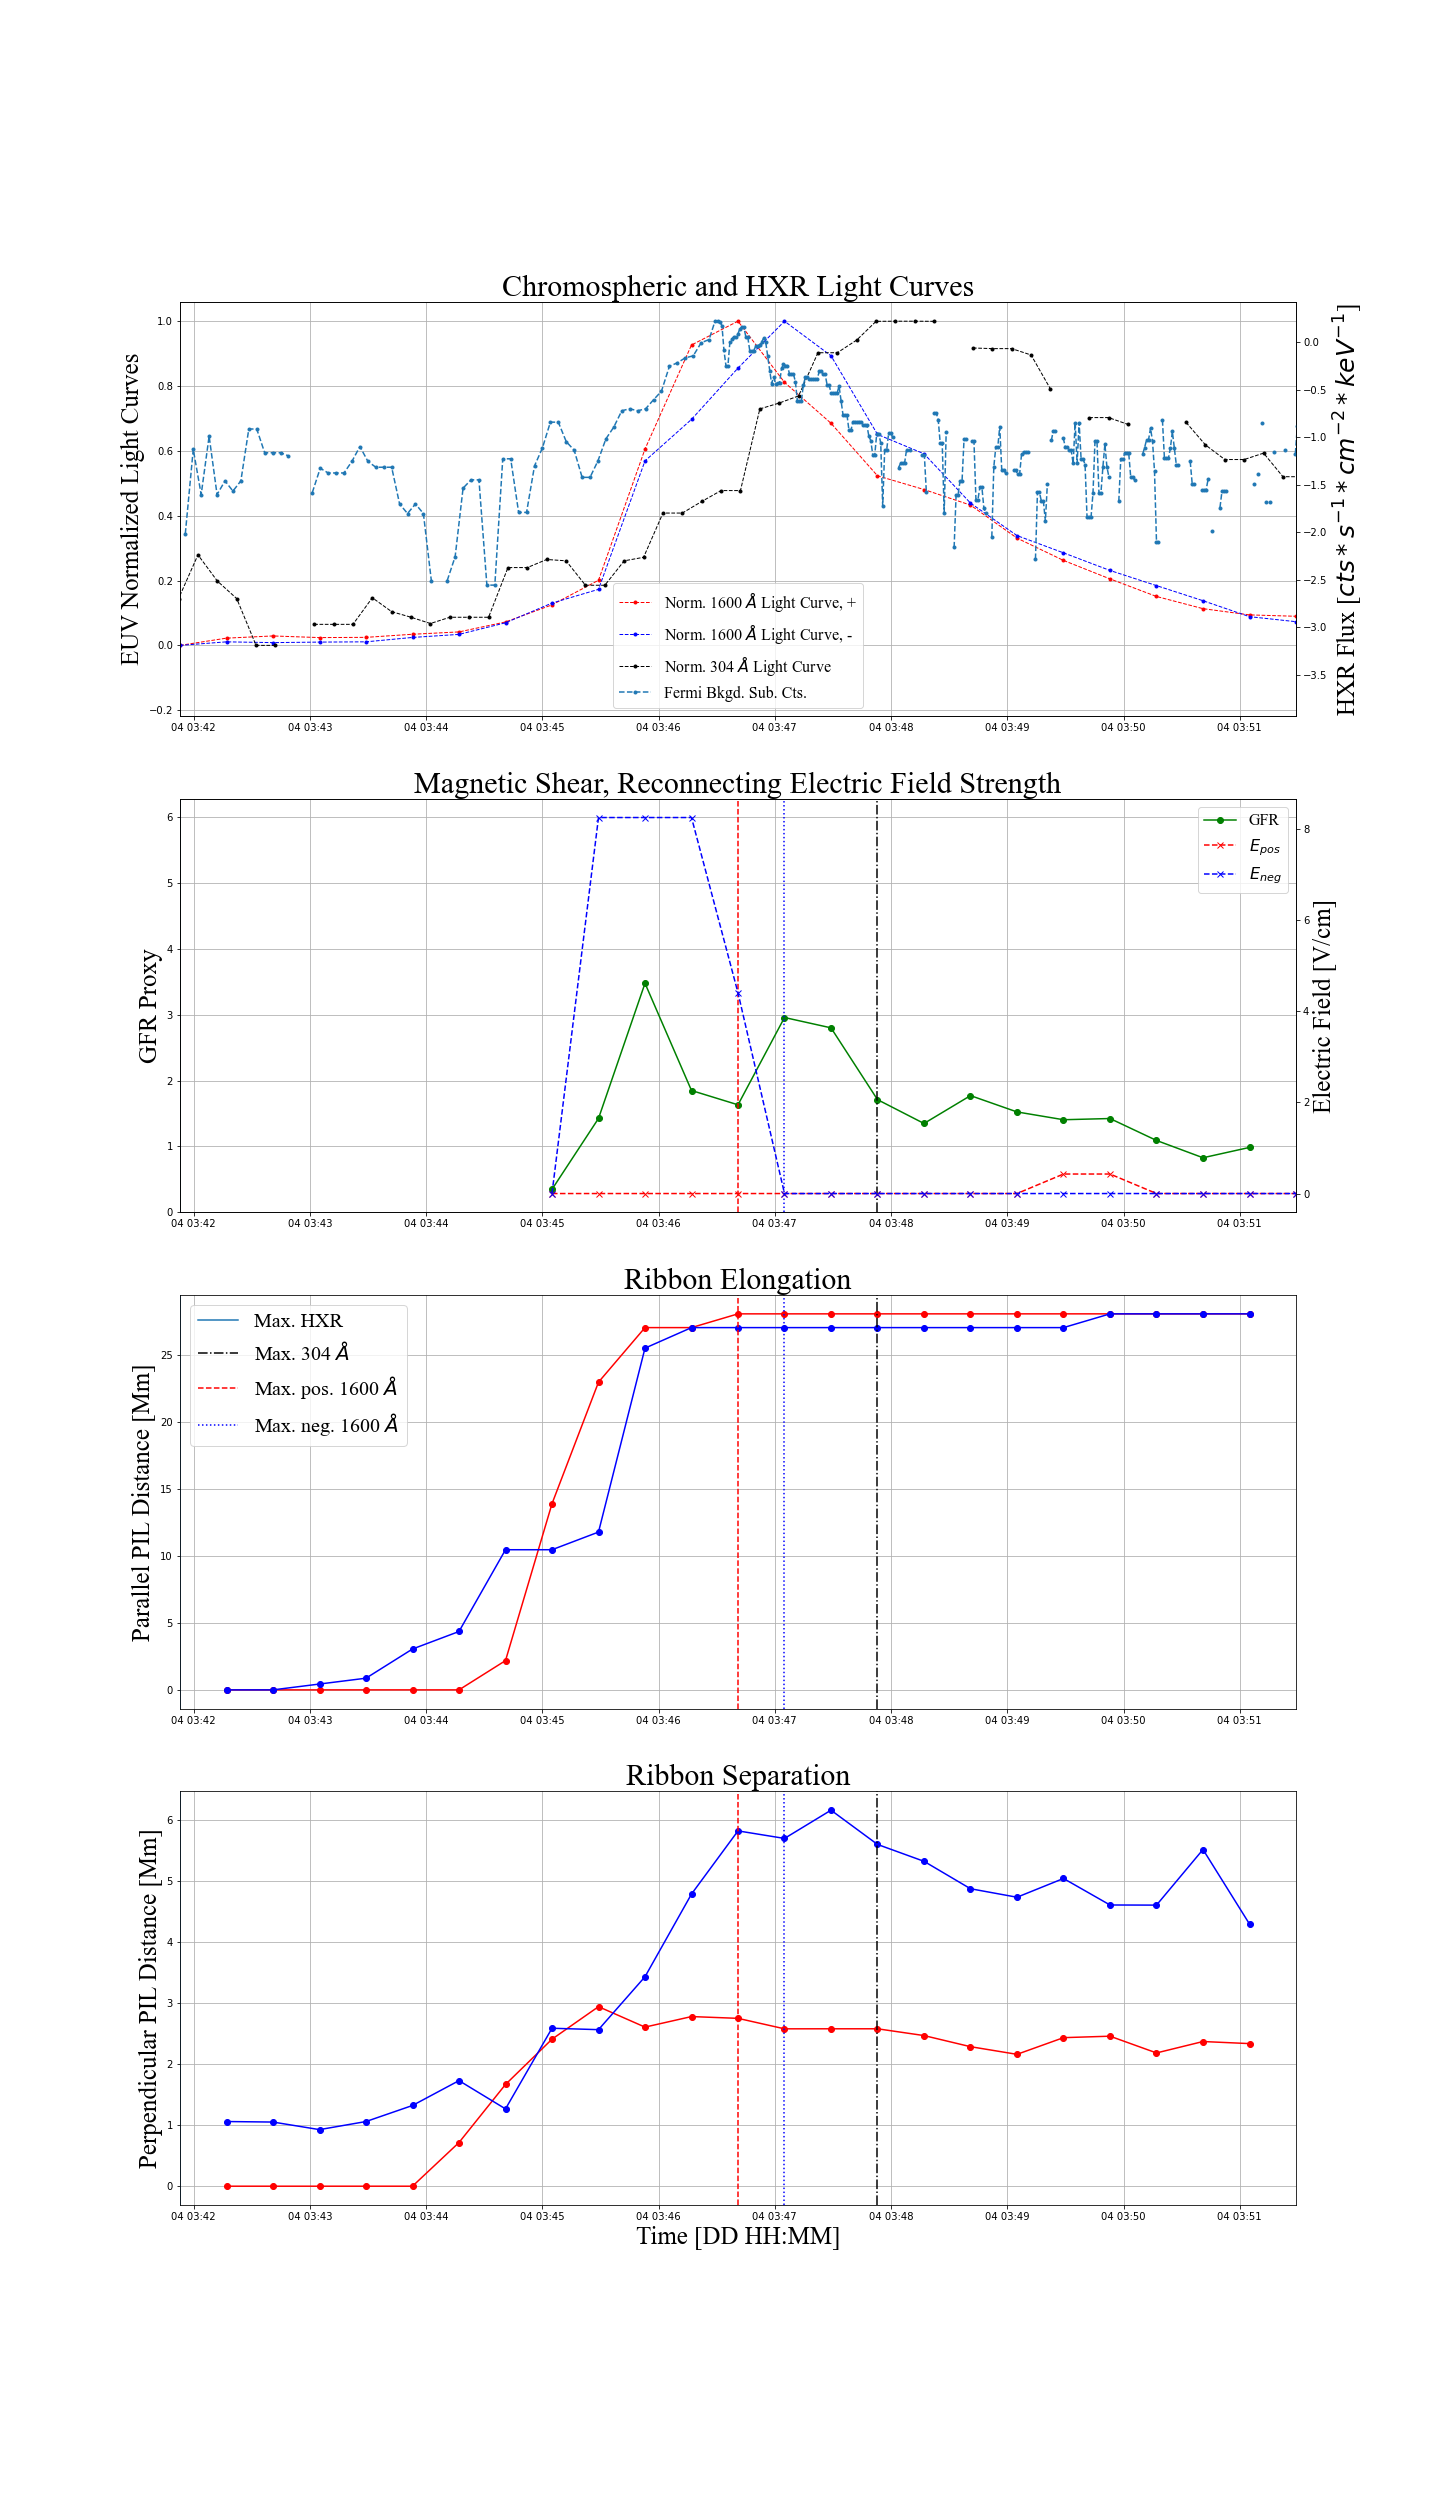 Chromospheric and HXR Light Curves
EUV Normalized Light Curves
1.0
0.8
0.6
0.4
0.2
0.0
−0.2
0.0
−0.5
−1.0
−1.5
−2.0
−2.5
−3.0
−3.5
HXR Flux [cts * s⁻¹ * cm⁻² * keV⁻¹]
Norm. 1600 Å Light Curve, +
Norm. 1600 Å Light Curve, -
Norm. 304 Å Light Curve
Fermi Bkgd. Sub. Cts.
04 03:42 04 03:43 04 03:44 04 03:45 04 03:46 04 03:47 04 03:48 04 03:49 04 03:50 04 03:51
Magnetic Shear, Reconnecting Electric Field Strength
GFR Proxy
6
5
4
3
2
1
0
8
6
4
2
0
Electric Field [V/cm]
GFR
E_pos
E_neg
04 03:42 04 03:43 04 03:44 04 03:45 04 03:46 04 03:47 04 03:48 04 03:49 04 03:50 04 03:51
Ribbon Elongation
Parallel PIL Distance [Mm]
25
20
15
10
5
0
Max. HXR
Max. 304 Å
Max. pos. 1600 Å
Max. neg. 1600 Å
04 03:42 04 03:43 04 03:44 04 03:45 04 03:46 04 03:47 04 03:48 04 03:49 04 03:50 04 03:51
Ribbon Separation
Perpendicular PIL Distance [Mm]
6
5
4
3
2
1
0
04 03:42 04 03:43 04 03:44 04 03:45 04 03:46 04 03:47 04 03:48 04 03:49 04 03:50 04 03:51
Time [DD HH:MM]